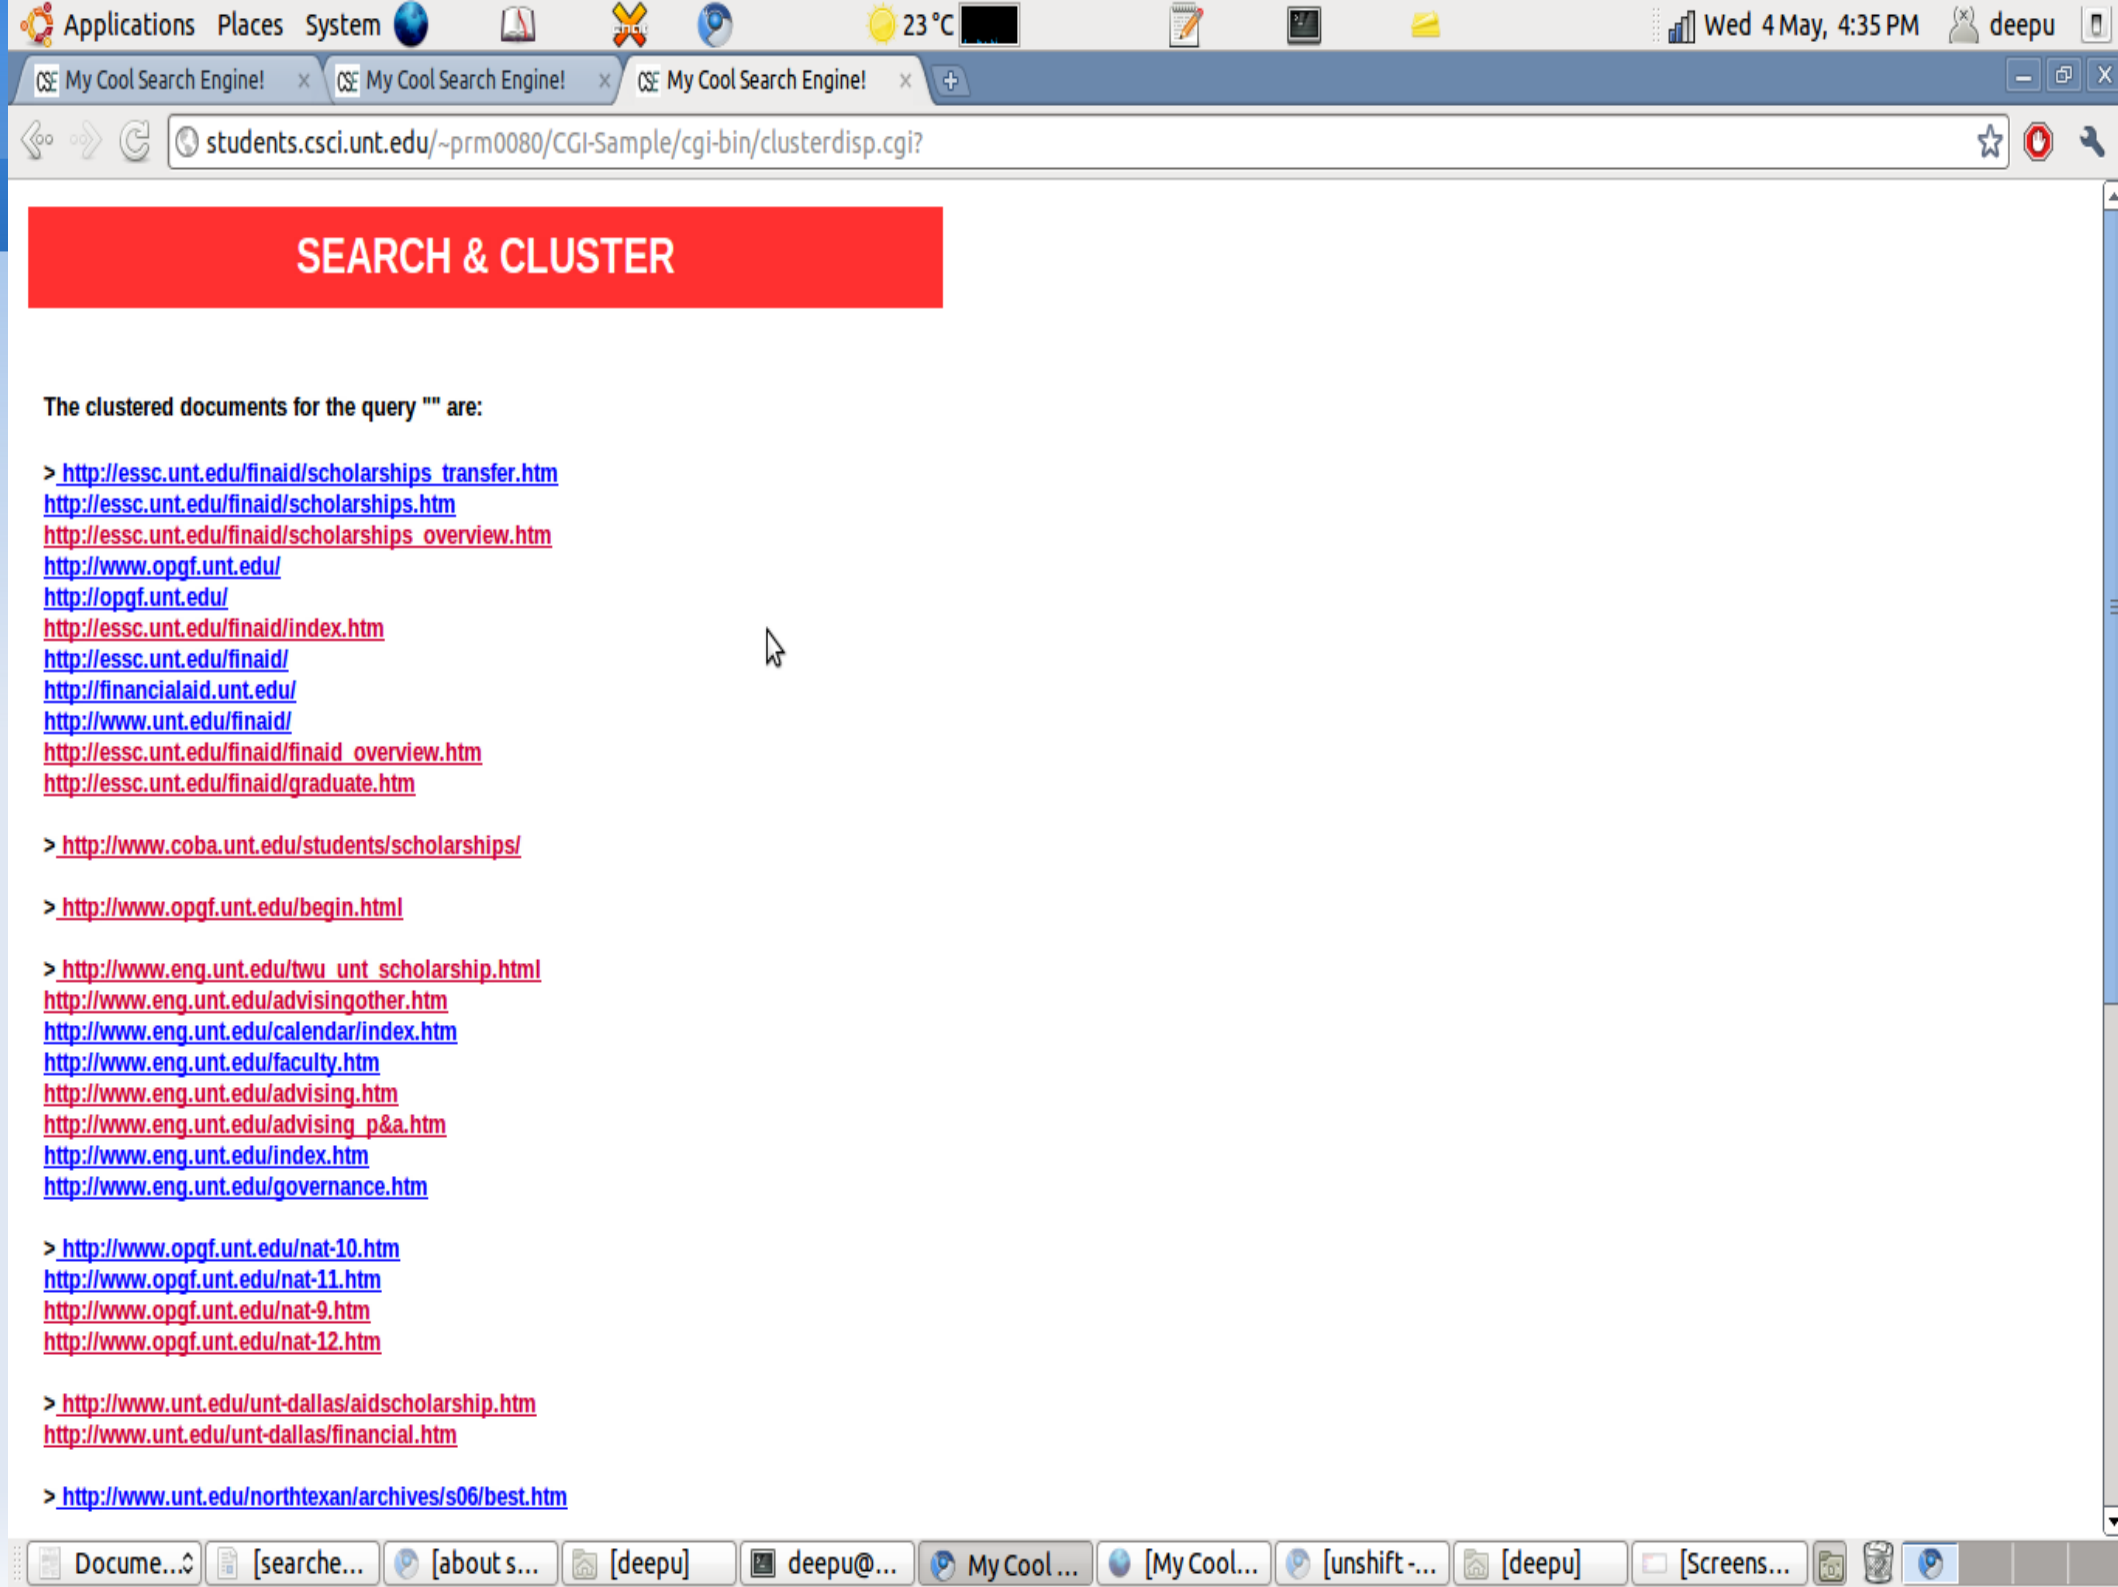 Applications Places System 23 °C Wed 4 May, 4:35 PM deepu
CSE My Cool Search Engine! × CSE My Cool Search Engine! × CSE My Cool Search Engine! ×
students.csci.unt.edu/~prm0080/CGI-Sample/cgi-bin/clusterdisp.cgi?
SEARCH & CLUSTER
The clustered documents for the query "" are:
> http://essc.unt.edu/finaid/scholarships_transfer.htm
http://essc.unt.edu/finaid/scholarships.htm
http://essc.unt.edu/finaid/scholarships_overview.htm
http://www.opgf.unt.edu/
http://opgf.unt.edu/
http://essc.unt.edu/finaid/index.htm
http://essc.unt.edu/finaid/
http://financialaid.unt.edu/
http://www.unt.edu/finaid/
http://essc.unt.edu/finaid/finaid_overview.htm
http://essc.unt.edu/finaid/graduate.htm
> http://www.coba.unt.edu/students/scholarships/
> http://www.opgf.unt.edu/begin.html
> http://www.eng.unt.edu/twu_unt_scholarship.html
http://www.eng.unt.edu/advisingother.htm
http://www.eng.unt.edu/calendar/index.htm
http://www.eng.unt.edu/faculty.htm
http://www.eng.unt.edu/advising.htm
http://www.eng.unt.edu/advising_p&a.htm
http://www.eng.unt.edu/index.htm
http://www.eng.unt.edu/governance.htm
> http://www.opgf.unt.edu/nat-10.htm
http://www.opgf.unt.edu/nat-11.htm
http://www.opgf.unt.edu/nat-9.htm
http://www.opgf.unt.edu/nat-12.htm
> http://www.unt.edu/unt-dallas/aidscholarship.htm
http://www.unt.edu/unt-dallas/financial.htm
> http://www.unt.edu/northtexan/archives/s06/best.htm
Docume... [searche... [about s... [deepu] deepu@... My Cool ... [My Cool... [unshift -... [deepu] [Screens...